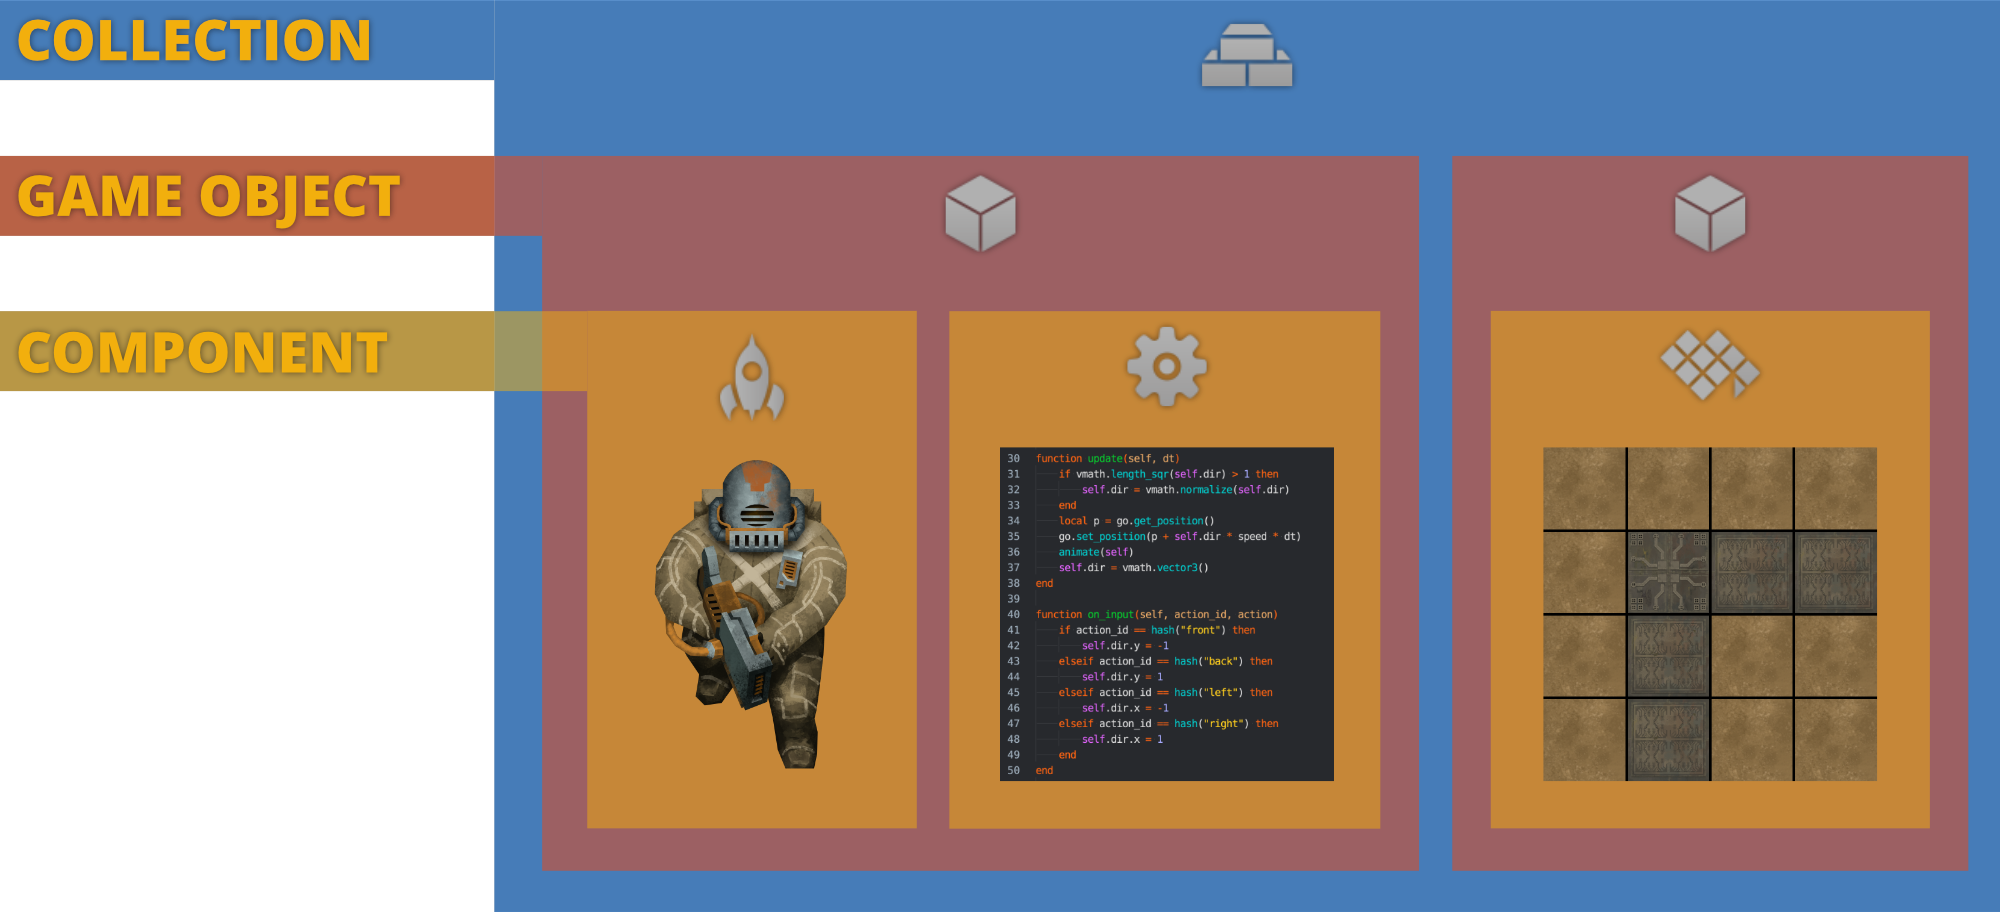 COLLECTION
GAME OBJECT
COMPONENT
30 function update(self, dt)
31 if vmath.length_sqr(self.dir) > 1 then
32 self.dir = vmath.normalize(self.dir)
33 end
34 local p = go.get_position()
35 go.set_position(p + self.dir * speed * dt)
36 animate(self)
37 self.dir = vmath.vector3()
38 end
39
40 function on_input(self, action_id, action)
41 if action_id == hash("front") then
42 self.dir.y = -1
43 elseif action_id == hash("back") then
44 self.dir.y = 1
45 elseif action_id == hash("left") then
46 self.dir.x = -1
47 elseif action_id == hash("right") then
48 self.dir.x = 1
49 end
50 end